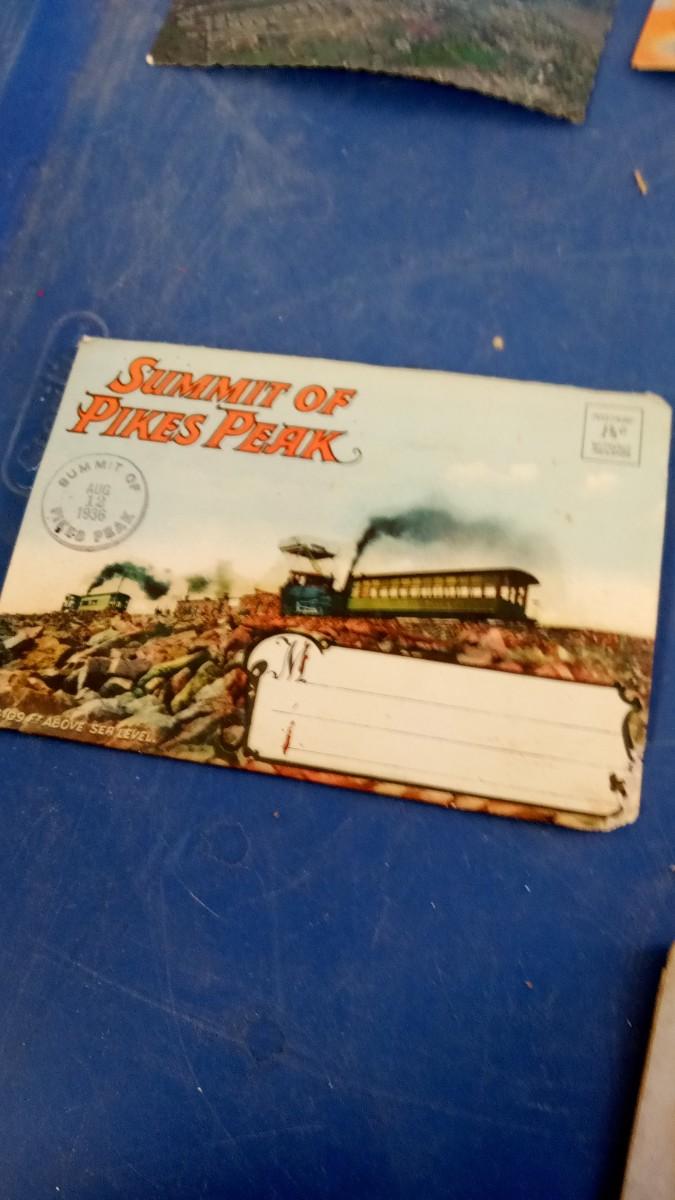 SUMMIT OF
PIKES PEAK
SUMMIT OF
AUG
12
1936
PIKES PEAK
M
FT ABOVE SEA LEVEL